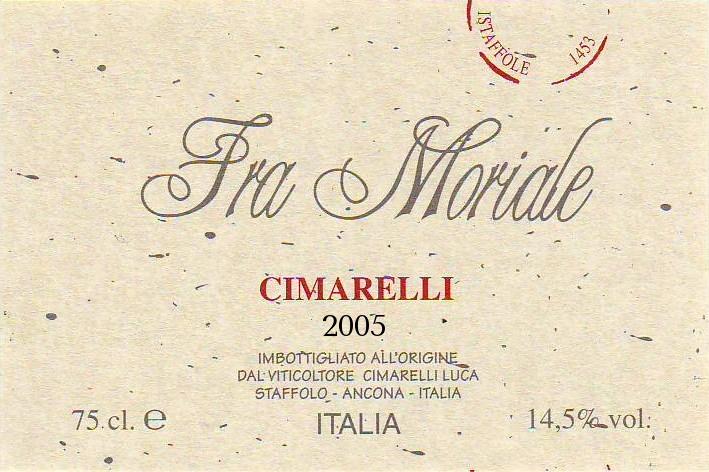 ISTAFFOLE 1453
Fra Moriale
CIMARELLI
2005
IMBOTTIGLIATO ALL'ORIGINE
DAL VITICOLTORE CIMARELLI LUCA
STAFFOLO - ANCONA - ITALIA
75 cl. e ITALIA 14,5% vol.